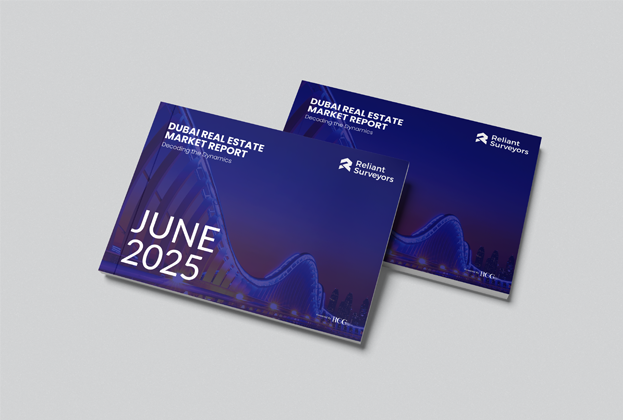 DUBAI REAL ESTATE
MARKET REPORT
Decoding the Dynamics
Reliant
Surveyors
JUNE
2025
DUBAI REAL ESTATE
MARKET REPORT
Decoding the Dynamics
Reliant
Surveyors